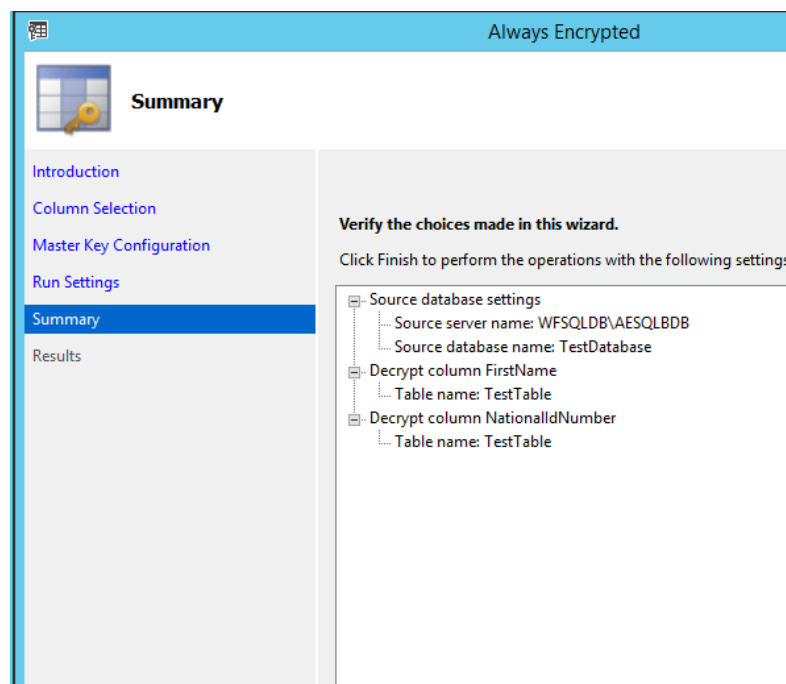 Always Encrypted
Summary
Introduction
Column Selection
Master Key Configuration
Run Settings
Summary
Results
Verify the choices made in this wizard.
Click Finish to perform the operations with the following settings
Source database settings
Source server name: WFSQLDB\AESQLBDB
Source database name: TestDatabase
Decrypt column FirstName
Table name: TestTable
Decrypt column NationalIdNumber
Table name: TestTable